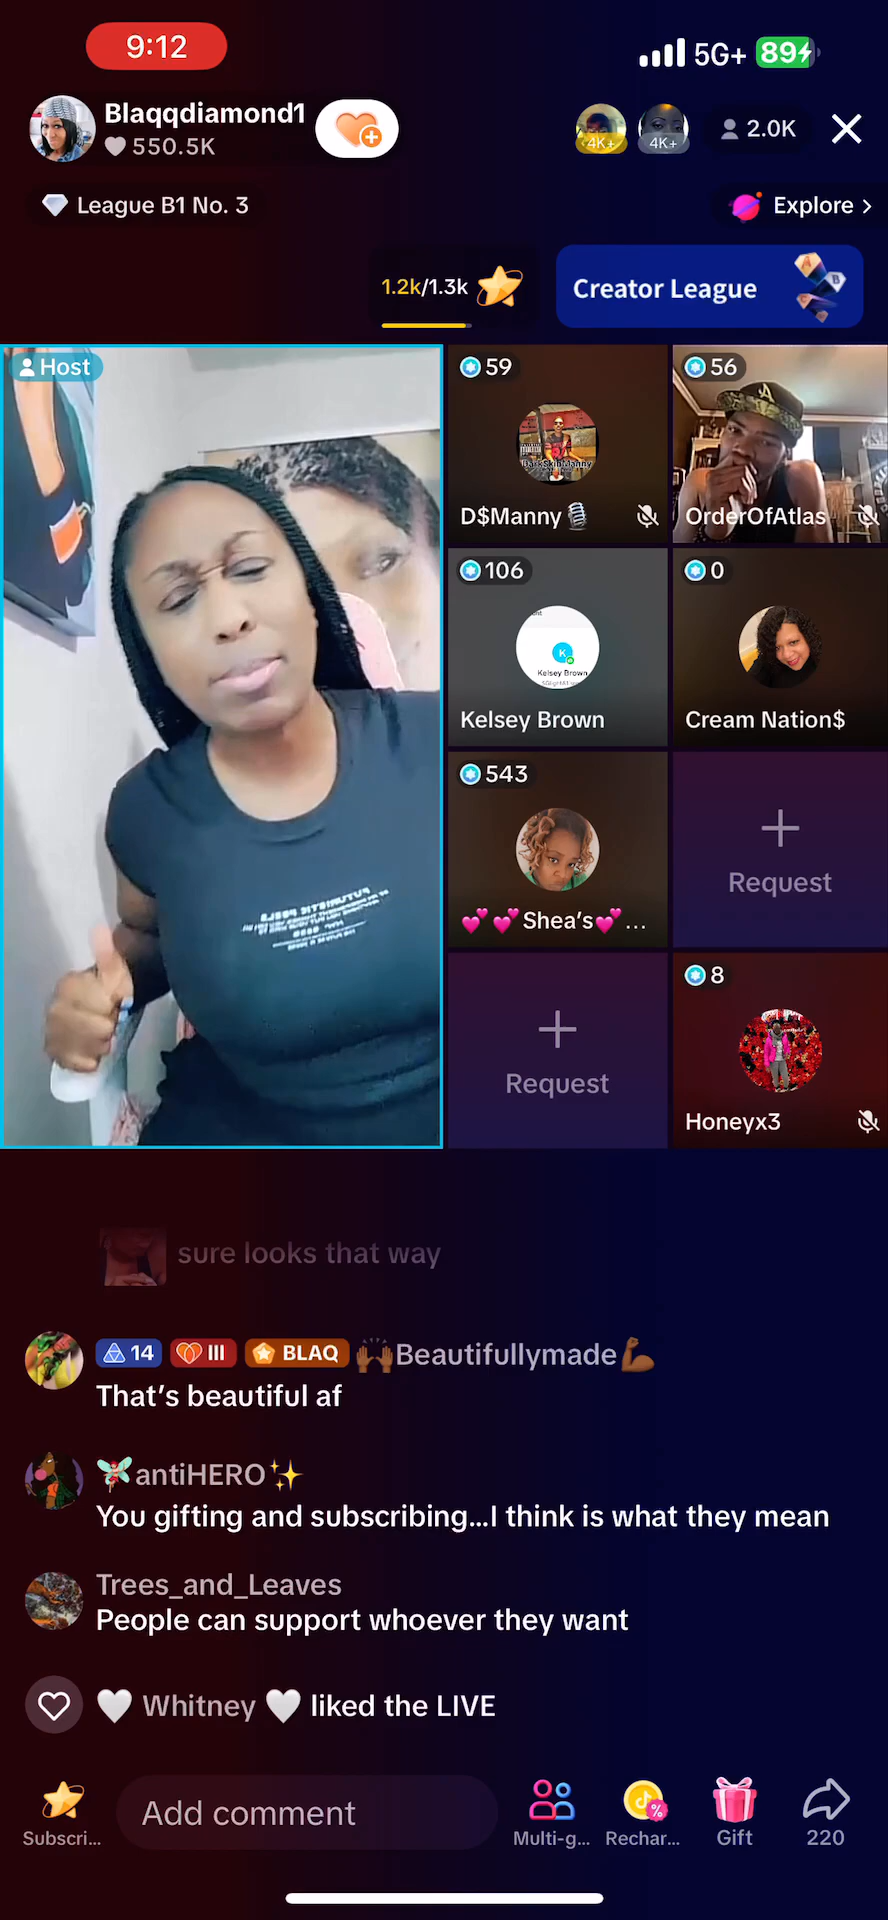 9:12
5G+ 89
Blaqqdiamond1
550.5K
4K+
4K+
2.0K
League B1 No. 3
Explore >
1.2k/1.3k
Creator League
Host
59
D$Manny
56
OrderOfAtlas
106
Kelsey Brown
Kelsey Brown
0
Cream Nation$
543
Shea's...
Request
Request
8
Honeyx3
sure looks that way
14 III BLAQ Beautifullymade
That's beautiful af
antiHERO
You gifting and subscribing...I think is what they mean
Trees_and_Leaves
People can support whoever they want
Whitney liked the LIVE
Add comment
Subscri...
Multi-g...
Rechar...
Gift
220